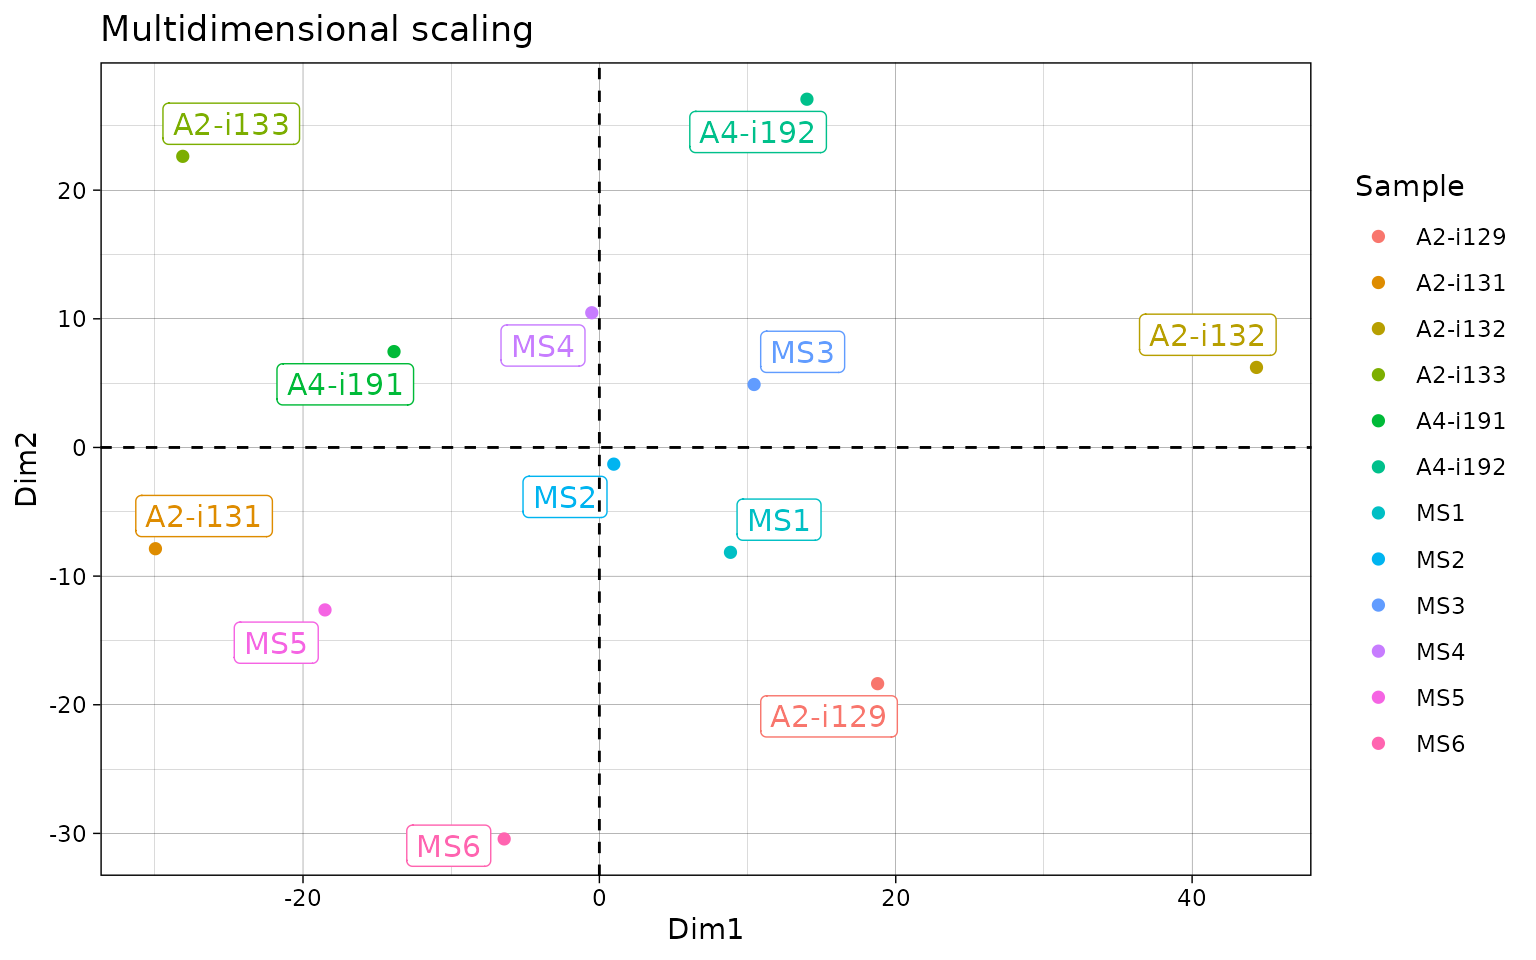 Multidimensional scaling
A2-i133
A4-i192
MS4
MS3
A2-i132
A4-i191
MS2
A2-i131
MS1
MS5
A2-i129
MS6
20
10
0
-10
-20
-30
Dim2
-20
0
20
40
Dim1
Sample
A2-i129
A2-i131
A2-i132
A2-i133
A4-i191
A4-i192
MS1
MS2
MS3
MS4
MS5
MS6